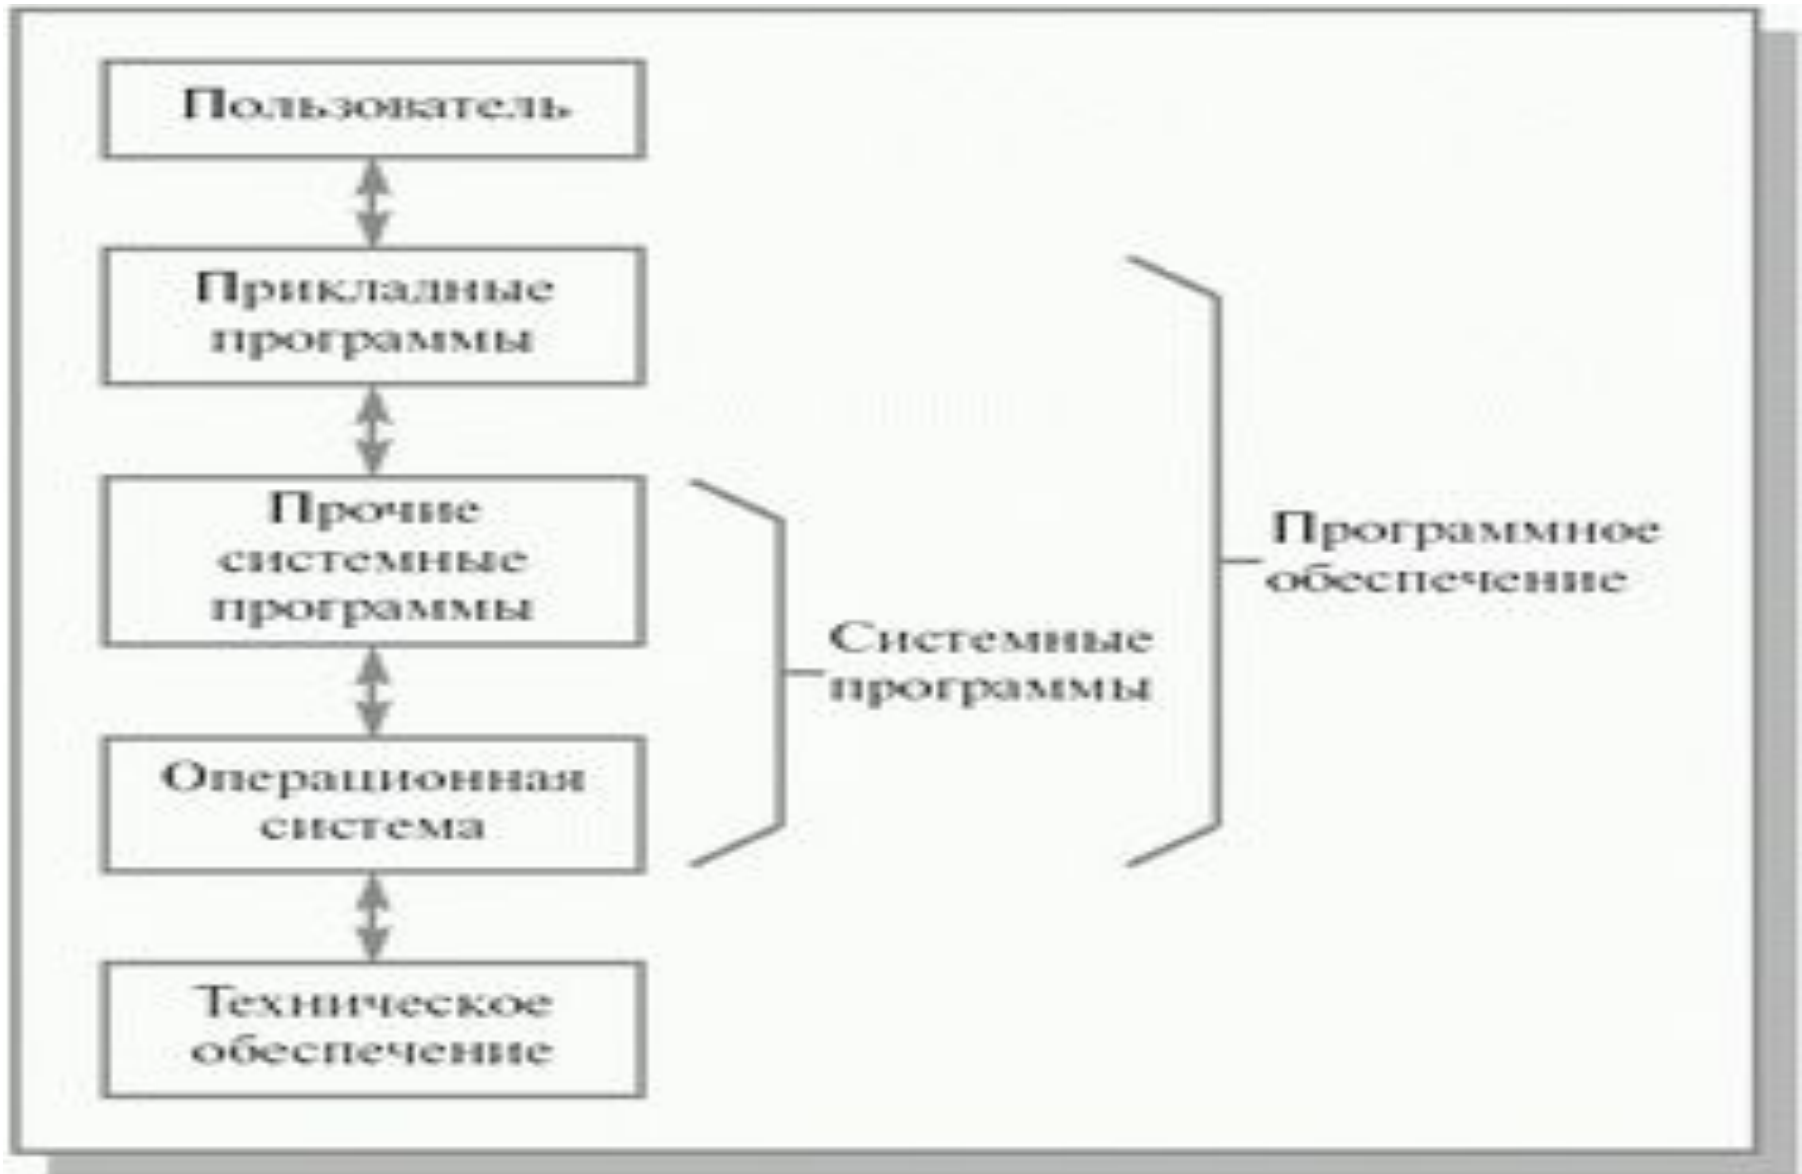 Пользователь
Прикладные
программы
Прочие
системные
программы
Программное
обеспечение
Системные
программы
Операционная
система
Техническое
обеспечение